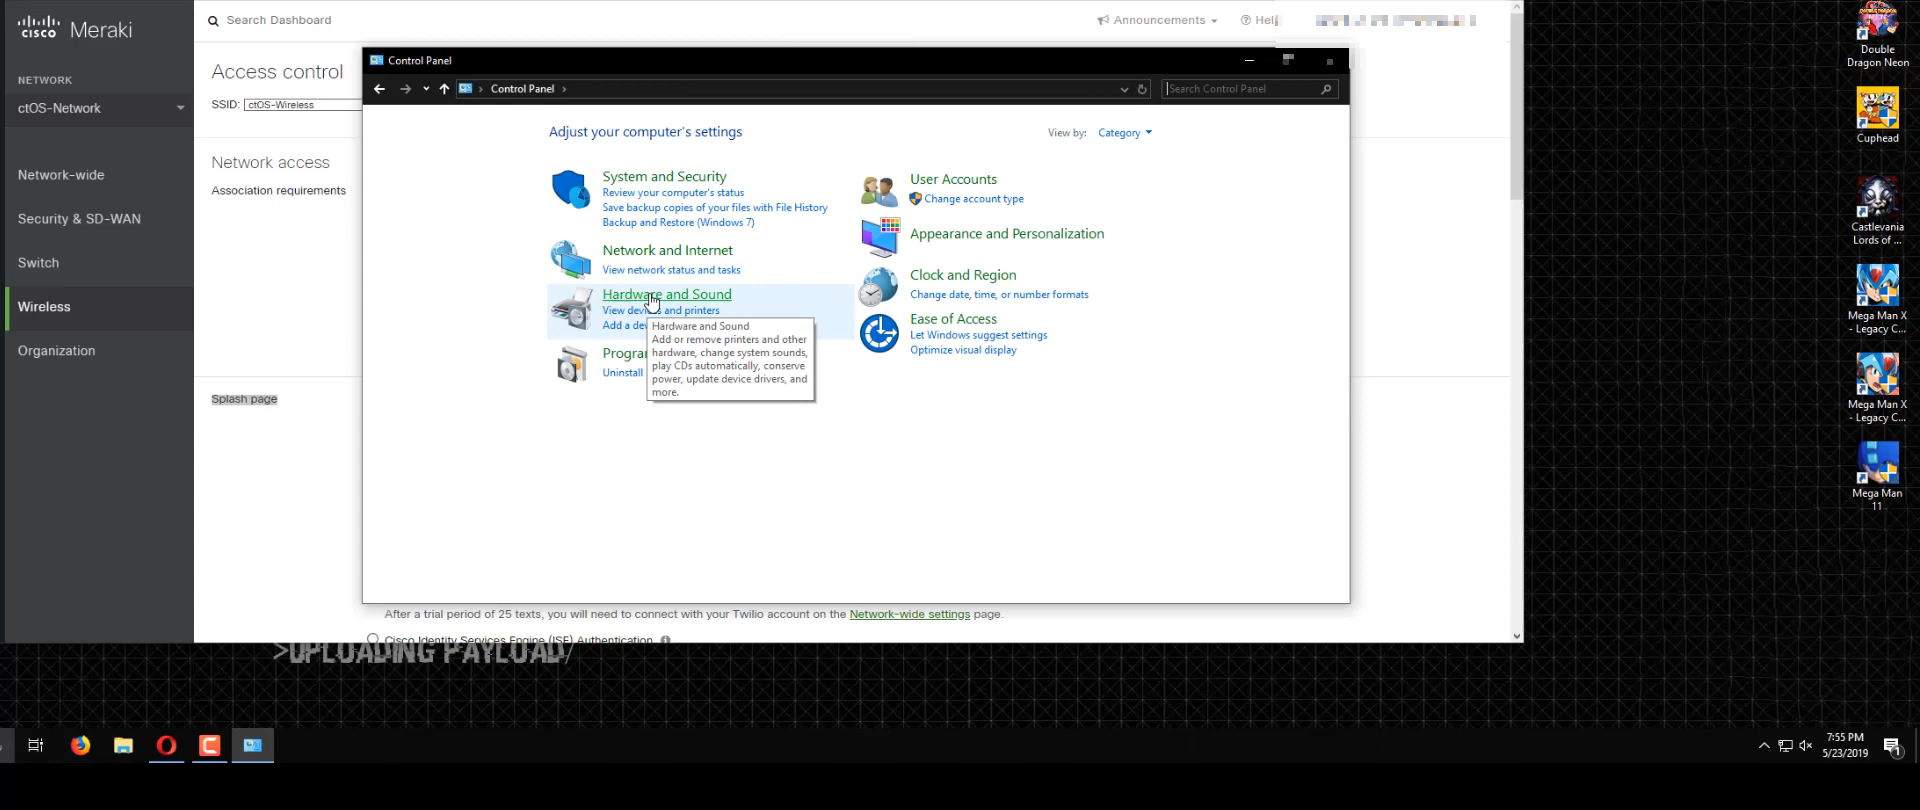 cisco Meraki
NETWORK
ctOS-Network
Network-wide
Security & SD-WAN
Switch
Wireless
Organization
Search Dashboard
Announcements
Access control
SSID: ctOS-Wireless
Network access
Association requirements
Splash page
Control Panel
Control Panel
Search Control Panel
Adjust your computer's settings
View by: Category
System and Security
Review your computer's status
Save backup copies of your files with File History
Backup and Restore (Windows 7)
Network and Internet
View network status and tasks
Hardware and Sound
and printers
Add a
Uninstall
Hardware and Sound
Add or remove printers and other
hardware, change system sounds,
play CDs automatically, conserve
power, update device drivers, and
more.
User Accounts
Change account type
Appearance and Personalization
Clock and Region
Change date, time, or number formats
Ease of Access
Let Windows suggest settings
Optimize visual display
After a trial period of 25 texts, you will need to connect with your Twilio account on the Network-wide settings page.
Cisco Identity Services Engine (ISE) Authentication
>UPLOADING PAYLOAD/
Double
Dragon Neon
Cuphead
Castlevania
Lords of ...
Mega Man X
- Legacy C...
Mega Man X
- Legacy C...
Mega Man
11
7:55 PM
5/23/2019
1